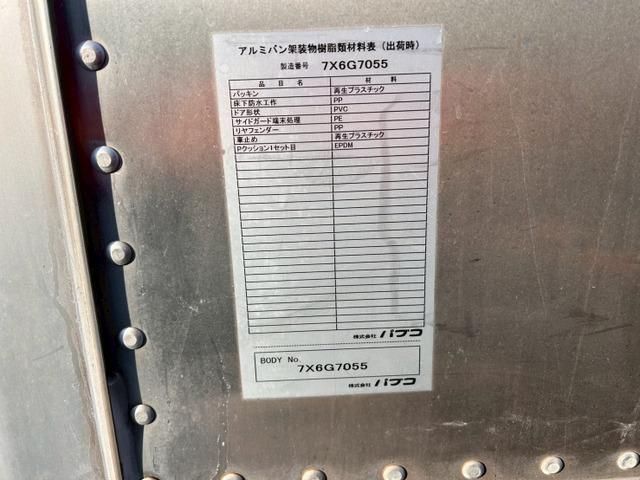 アルミバン架装物樹脂類材料表（出荷時）
製造番号 7X6G7055
品目名 材料
パッキン 再生プラスチック
床下防水工作 PP
ドア形状 PVC
サイドガード端末処理 PE
リヤフェンダー PP
車止め 再生プラスチック
Pクッション1セット目 EPDM
株式会社 パブコ
BODY No.
7X6G7055
株式会社 パブコ